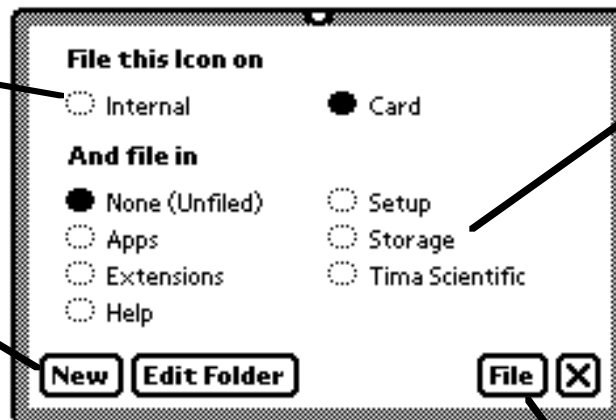 File this Icon on
Internal Card
And file in
None (Unfiled) Setup
Apps Storage
Extensions Tima Scientific
Help
New Edit Folder File X